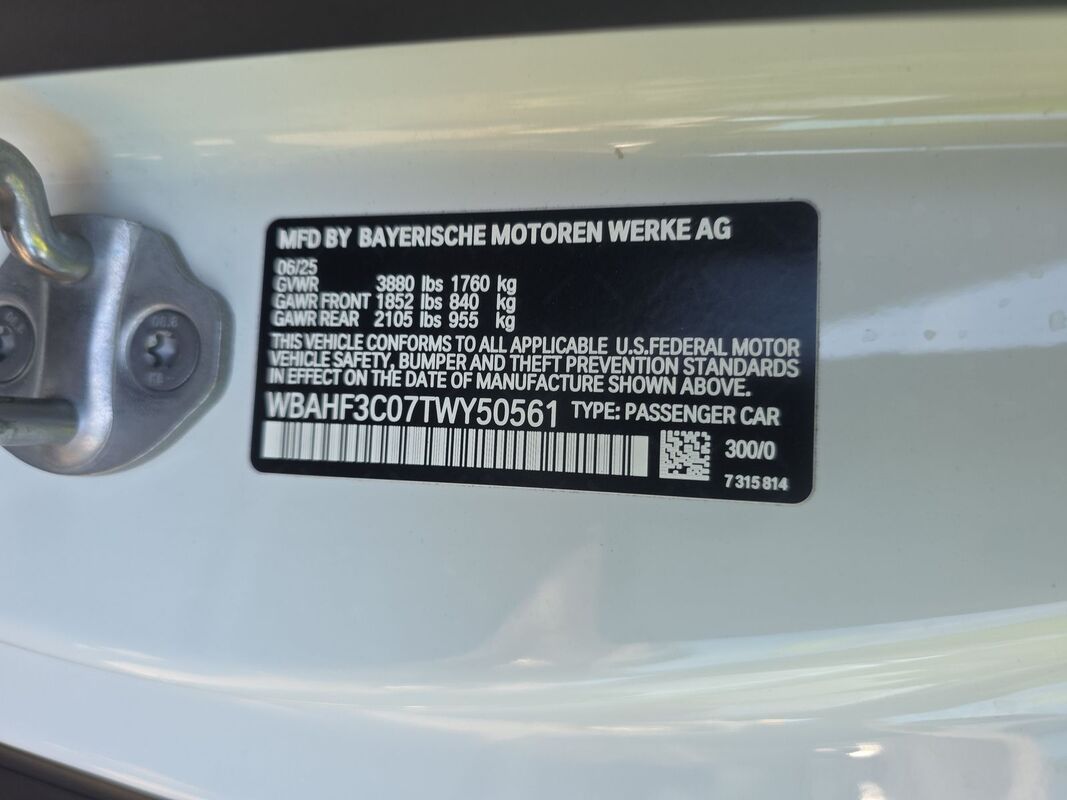 MFD BY BAYERISCHE MOTOREN WERKE AG
06/25
GVWR 3880 lbs 1760 kg
GAWR FRONT 1852 lbs 840 kg
GAWR REAR 2105 lbs 955 kg
THIS VEHICLE CONFORMS TO ALL APPLICABLE U.S.FEDERAL MOTOR
VEHICLE SAFETY, BUMPER AND THEFT PREVENTION STANDARDS
IN EFFECT ON THE DATE OF MANUFACTURE SHOWN ABOVE.
WBAHF3C07TWY50561 TYPE: PASSENGER CAR
300/0
7 315 814